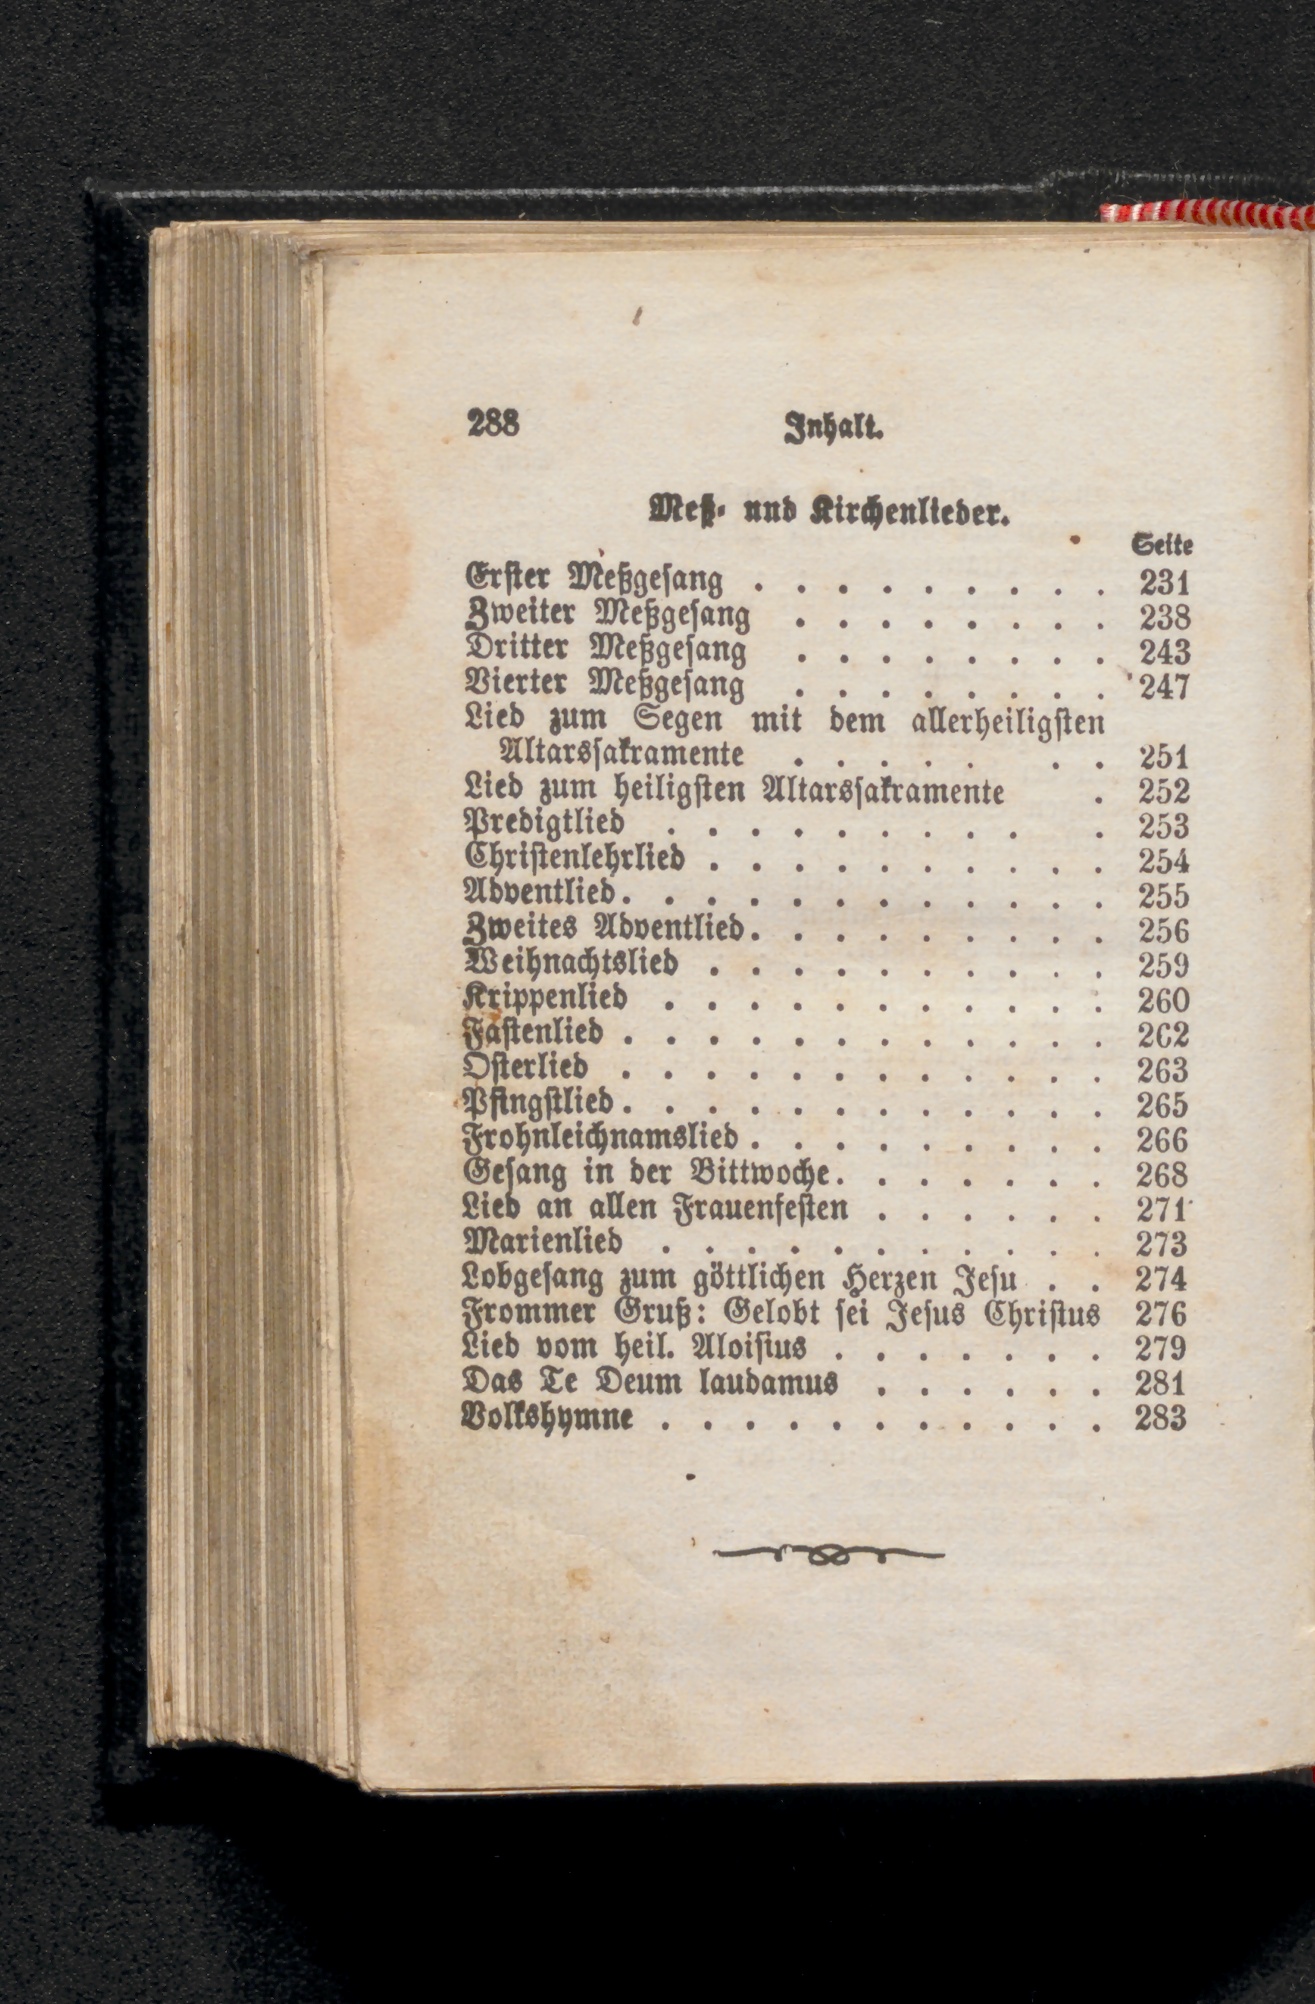 288 Inhalt.
Meß- und Kirchenlieder.
Seite
Erster Meßgesang . . . . . . . . . 231
Zweiter Meßgesang . . . . . . . . 238
Dritter Meßgesang . . . . . . . . 243
Vierter Meßgesang . . . . . . . . 247
Lied zum Segen mit dem allerheiligsten
Altarssakramente . . . . . . . 251
Lied zum heiligsten Altarssakramente . 252
Predigtlied . . . . . . . . . . 253
Christenlehrlied . . . . . . . . . . 254
Adventlied. . . . . . . . . . . . 255
Zweites Adventlied. . . . . . . . . 256
Weihnachtslied . . . . . . . . . . 259
Krippenlied . . . . . . . . . . . 260
Fastenlied . . . . . . . . . . . . 262
Osterlied . . . . . . . . . . . . 263
Pfingstlied. . . . . . . . . . . . 265
Frohnleichnamslied . . . . . . . . . 266
Gesang in der Bittwoche. . . . . . . 268
Lied an allen Frauenfesten . . . . . . 271
Marienlied . . . . . . . . . . . 273
Lobgesang zum göttlichen Herzen Jesu . . 274
Frommer Gruß: Gelobt sei Jesus Christus 276
Lied vom heil. Aloisius . . . . . . . 279
Das Te Deum laudamus . . . . . . 281
Volkshymne . . . . . . . . . . . 283